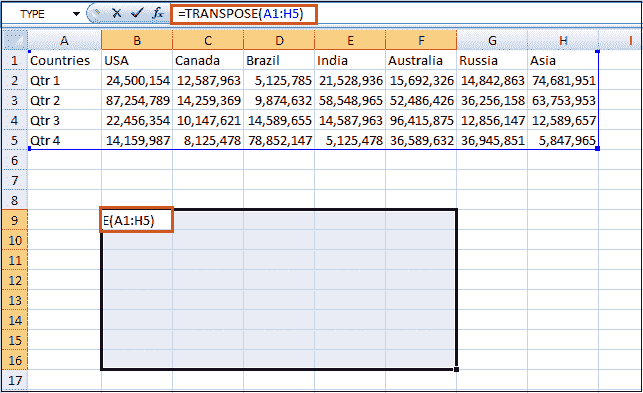 TYPE =TRANSPOSE(A1:H5)
A B C D E F G H I
1 Countries USA Canada Brazil India Australia Russia Asia
2 Qtr 1 24,500,154 12,587,963 5,125,785 21,528,936 15,692,326 14,842,863 74,681,951
3 Qtr 2 87,254,789 14,259,369 9,874,632 58,548,965 52,486,426 36,256,158 63,753,953
4 Qtr 3 22,456,354 10,147,621 14,589,655 14,587,963 96,415,875 12,856,147 12,589,657
5 Qtr 4 14,159,987 8,125,478 78,852,147 5,125,478 36,589,632 36,945,851 5,847,965
6
7
8
9 E(A1:H5)
10
11
12
13
14
15
16
17